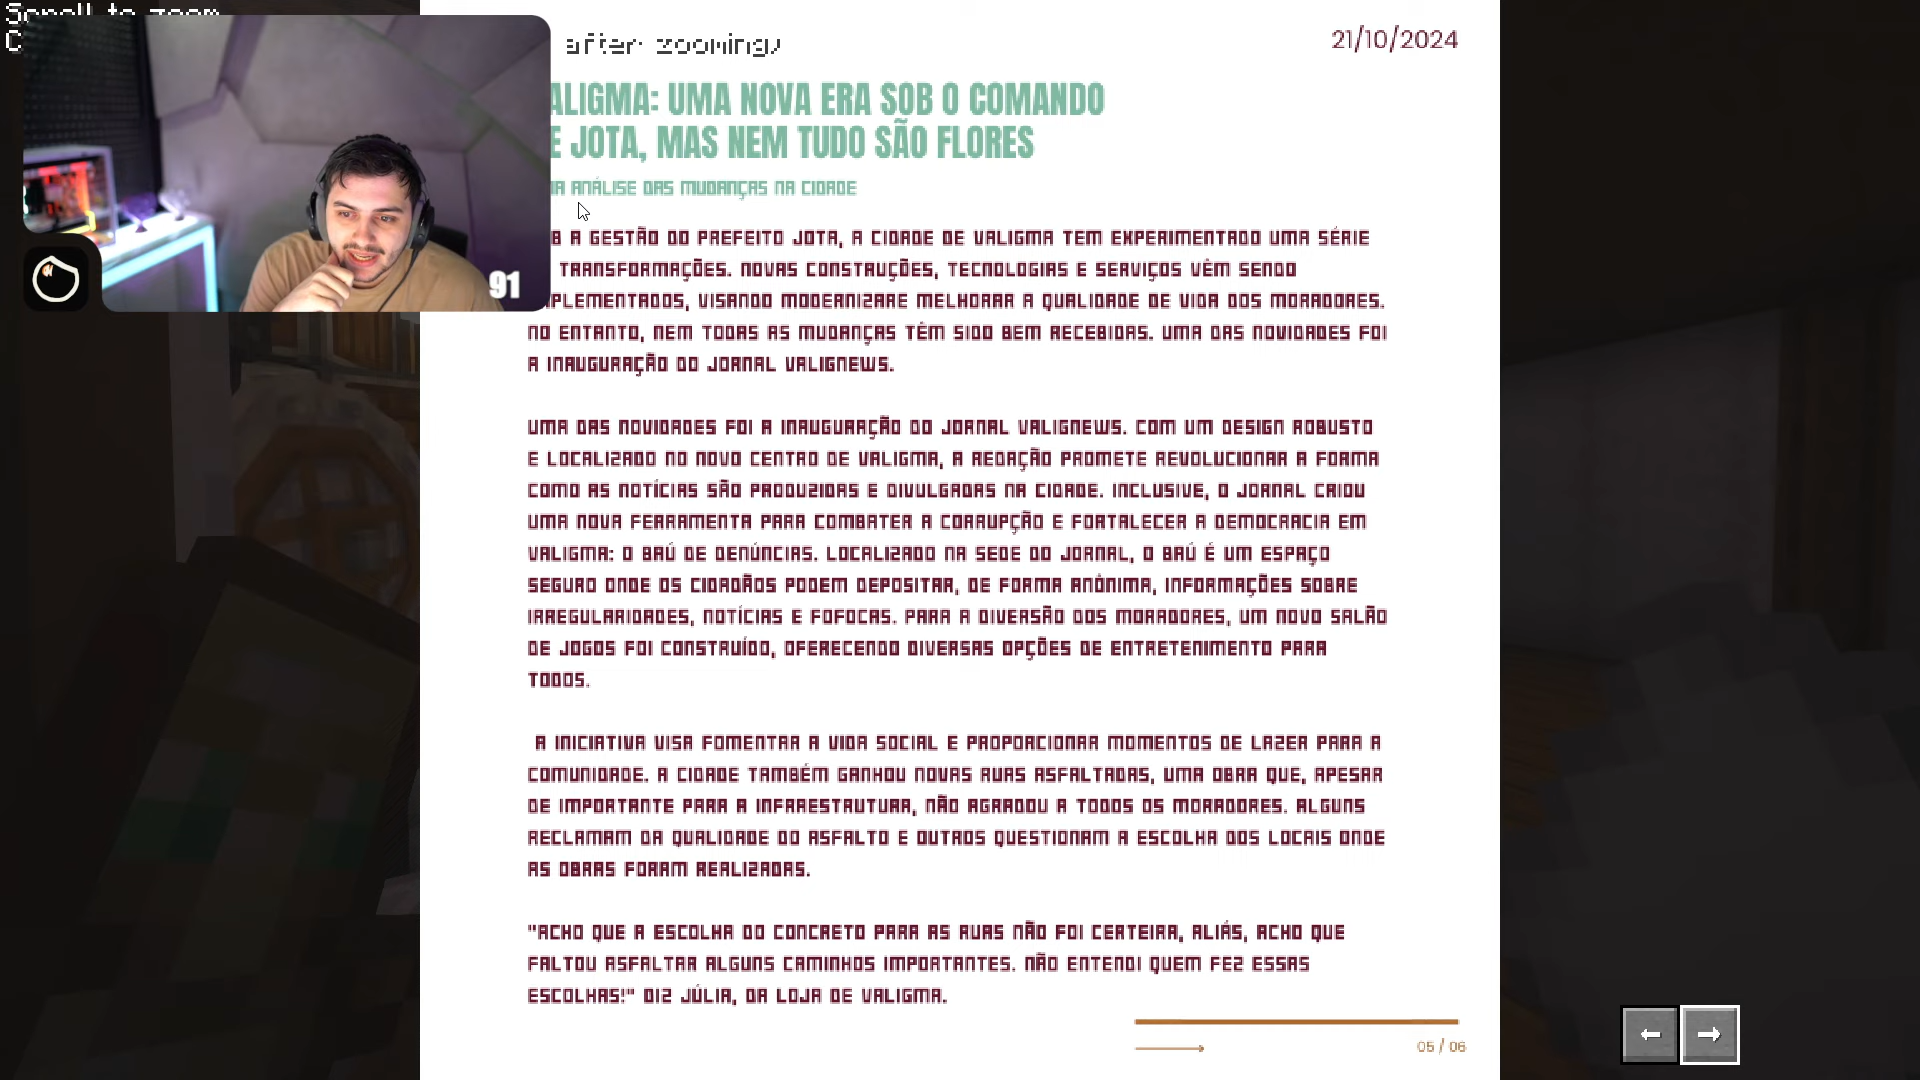 Scroll to zoom
C
after zooming)
21/10/2024
ALIGMA: UMA NOVA ERA SOB O COMANDO
E JOTA, MAS NEM TUDO SÃO FLORES
MA ANÁLISE DAS MUDANÇAS NA CIDADE
B A GESTÃO DO PREFEITO JOTA, A CIDADE DE VALIGMA TEM EXPERIMENTADO UMA SÉRIE
TRANSFORMAÇÕES. NOVAS CONSTRUÇÕES, TECNOLOGIAS E SERVIÇOS VÊM SENDO
PLEMENTADOS, VISANDO MODERNIZARE MELHORAR A QUALIDADE DE VIDA DOS MORADORES.
NO ENTANTO, NEM TODAS AS MUDANÇAS TÊM SIDO BEM RECEBIDAS. UMA DAS NOVIDADES FOI
A INAUGURAÇÃO DO JORNAL VALIGNEWS.
UMA DAS NOVIDADES FOI A INAUGURAÇÃO DO JORNAL VALIGNEWS. COM UM DESIGN ROBUSTO
E LOCALIZADO NO NOVO CENTRO DE VALIGMA, A REDAÇÃO PROMETE REVOLUCIONAR A FORMA
COMO AS NOTÍCIAS SÃO PRODUZIDAS E DIVULGADAS NA CIDADE. INCLUSIVE, O JORNAL CRIOU
UMA NOVA FERRAMENTA PARA COMBATER A CORRUPÇÃO E FORTALECER A DEMOCRACIA EM
VALIGMA: O BAÚ DE DENÚNCIAS. LOCALIZADO NA SEDE DO JORNAL, O BAÚ É UM ESPAÇO
SEGURO ONDE OS CIDADÃOS PODEM DEPOSITAR, DE FORMA ANÔNIMA, INFORMAÇÕES SOBRE
IRREGULARIDADES, NOTÍCIAS E FOFOCAS. PARA A DIVERSÃO DOS MORADORES, UM NOVO SALÃO
DE JOGOS FOI CONSTRUÍDO, OFERECENDO DIVERSAS OPÇÕES DE ENTRETENIMENTO PARA
TODOS.
A INICIATIVA VISA FOMENTAR A VIDA SOCIAL E PROPORCIONAR MOMENTOS DE LAZER PARA A
COMUNIDADE. A CIDADE TAMBÉM GANHOU NOVAS RUAS ASFALTADAS, UMA OBRA QUE, APESAR
DE IMPORTANTE PARA A INFRAESTRUTURA, NÃO AGRADOU A TODOS OS MORADORES. ALGUNS
RECLAMAM DA QUALIDADE DO ASFALTO E OUTROS QUESTIONAM A ESCOLHA DOS LOCAIS ONDE
AS OBRAS FORAM REALIZADAS.
"ACHO QUE A ESCOLHA DO CONCRETO PARA AS RUAS NÃO FOI CERTEIRA, ALIÁS, ACHO QUE
FALTOU ASFALTAR ALGUNS CAMINHOS IMPORTANTES. NÃO ENTENDI QUEM FEZ ESSAS
ESCOLHAS!" DIZ JÚLIA, DA LOJA DE VALIGMA.
05 / 06
91